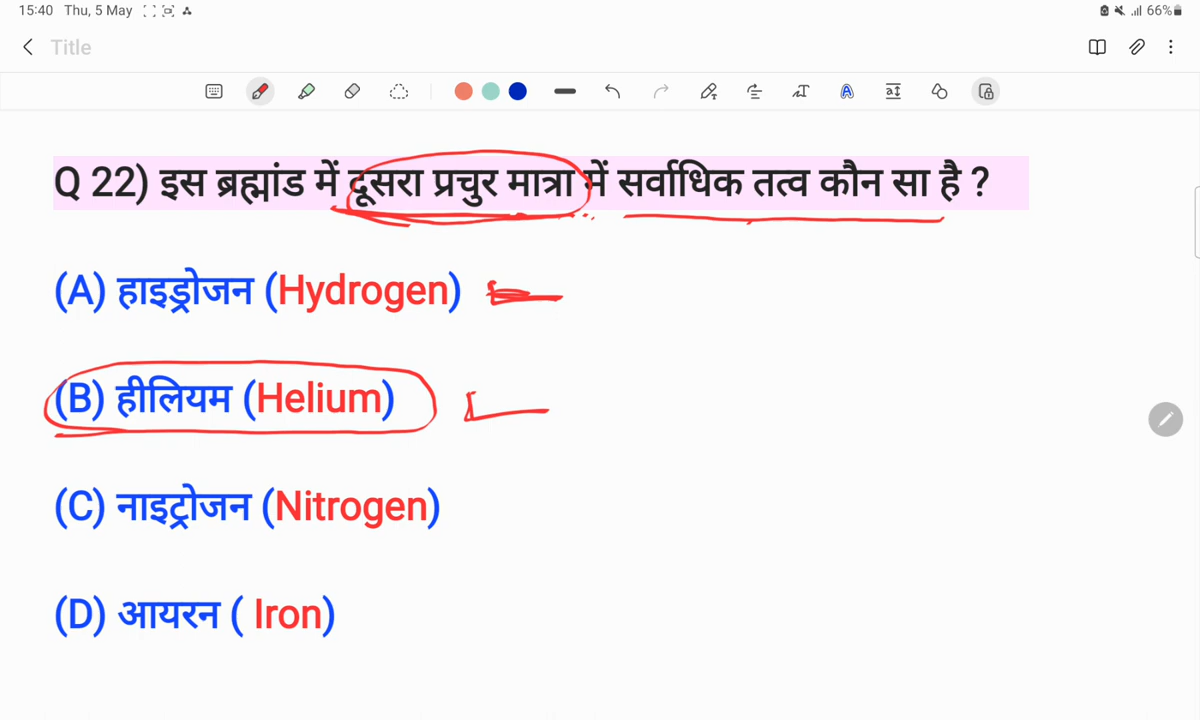 15:40 Thu, 5 May 66%
Title
Q 22) इस ब्रह्मांड में दूसरा प्रचुर मात्रा में सर्वाधिक तत्व कौन सा है ?
(A) हाइड्रोजन (Hydrogen)
(B) हीलियम (Helium)
(C) नाइट्रोजन (Nitrogen)
(D) आयरन ( Iron)